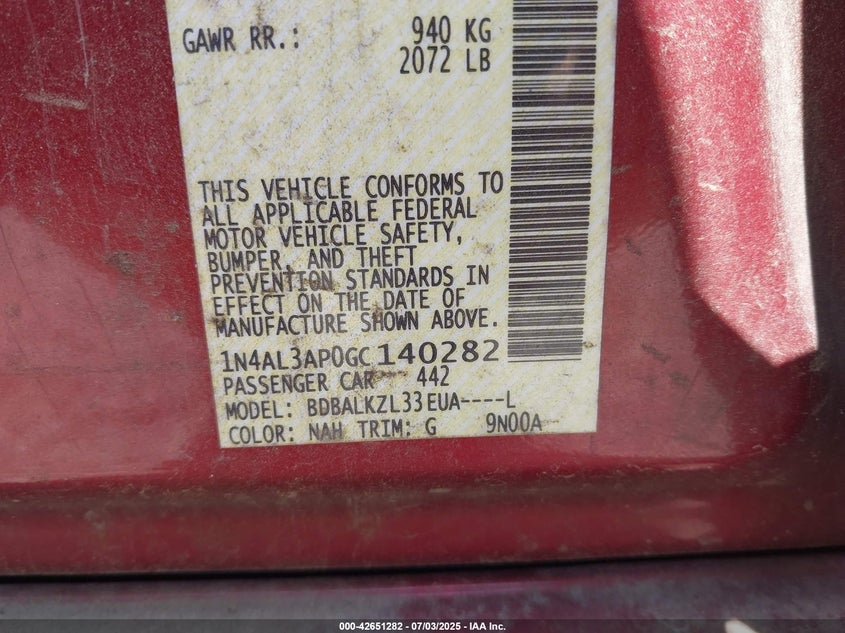 GAWR RR.: 940 KG
2072 LB
THIS VEHICLE CONFORMS TO
ALL APPLICABLE FEDERAL
MOTOR VEHICLE SAFETY,
BUMPER, AND THEFT
PREVENTION STANDARDS IN
EFFECT ON THE DATE OF
MANUFACTURE SHOWN ABOVE.
1N4AL3AP0GC140282
PASSENGER CAR 442
MODEL: BDBALKZL33EUA----L
COLOR: NAH TRIM: G 9N00A
000-42651282 - 07/03/2025 - IAA Inc.